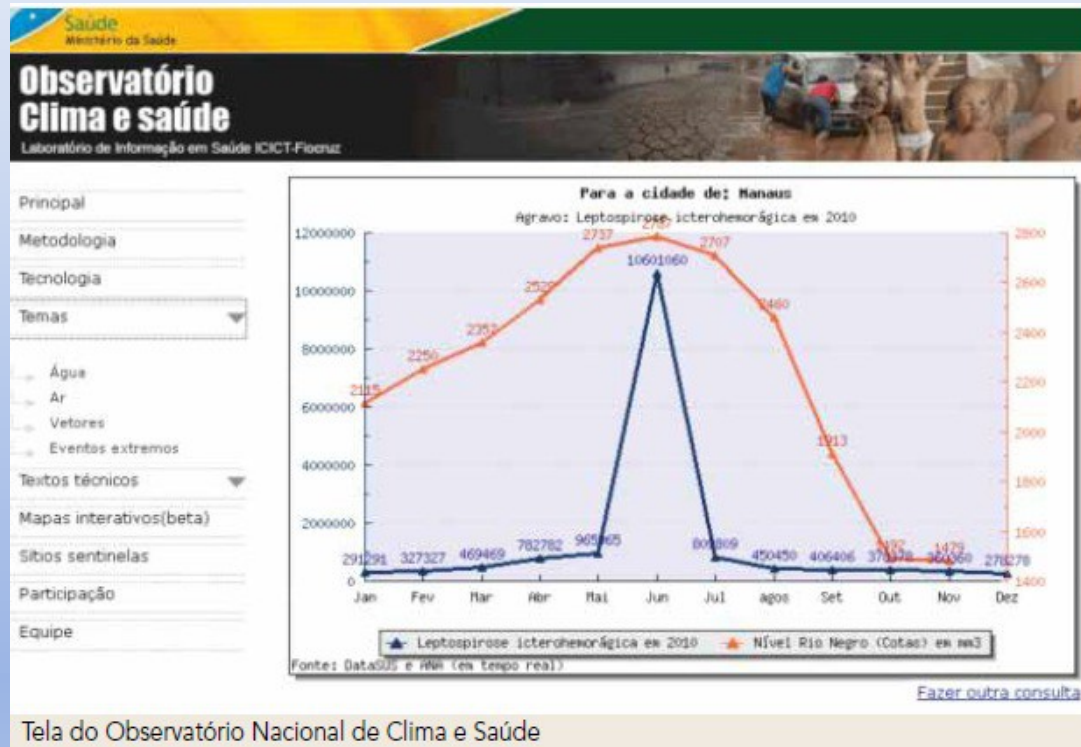 Saúde
Ministério da Saúde
Observatório
Clima e saúde
Laboratório de Informação em Saúde ICICT-Fiocruz
Principal
Metodologia
Tecnologia
Temas
Água
Ar
Vetores
Eventos extremos
Textos técnicos
Mapas interativos(beta)
Sítios sentinelas
Participação
Equipe
Para a cidade de: Manaus
Agravo: Leptospirose icterohemorágica em 2010
12000000
10000000
8000000
6000000
4000000
2000000
0
2800
2600
2400
2200
2000
1800
1600
1400
2115
2250
2352
2737
2707
2460
1913
1479
291291 327327 469469 782782
10601060
450450 406406
278278
Jan Fev Mar Abr Mai Jun Jul agos Set Out Nov Dez
Leptospirose icterohemorágica em 2010 Nível Rio Negro (Cotas) em mm3
Fonte: DataSUS e ANA (em tempo real)
Fazer outra consulta
Tela do Observatório Nacional de Clima e Saúde